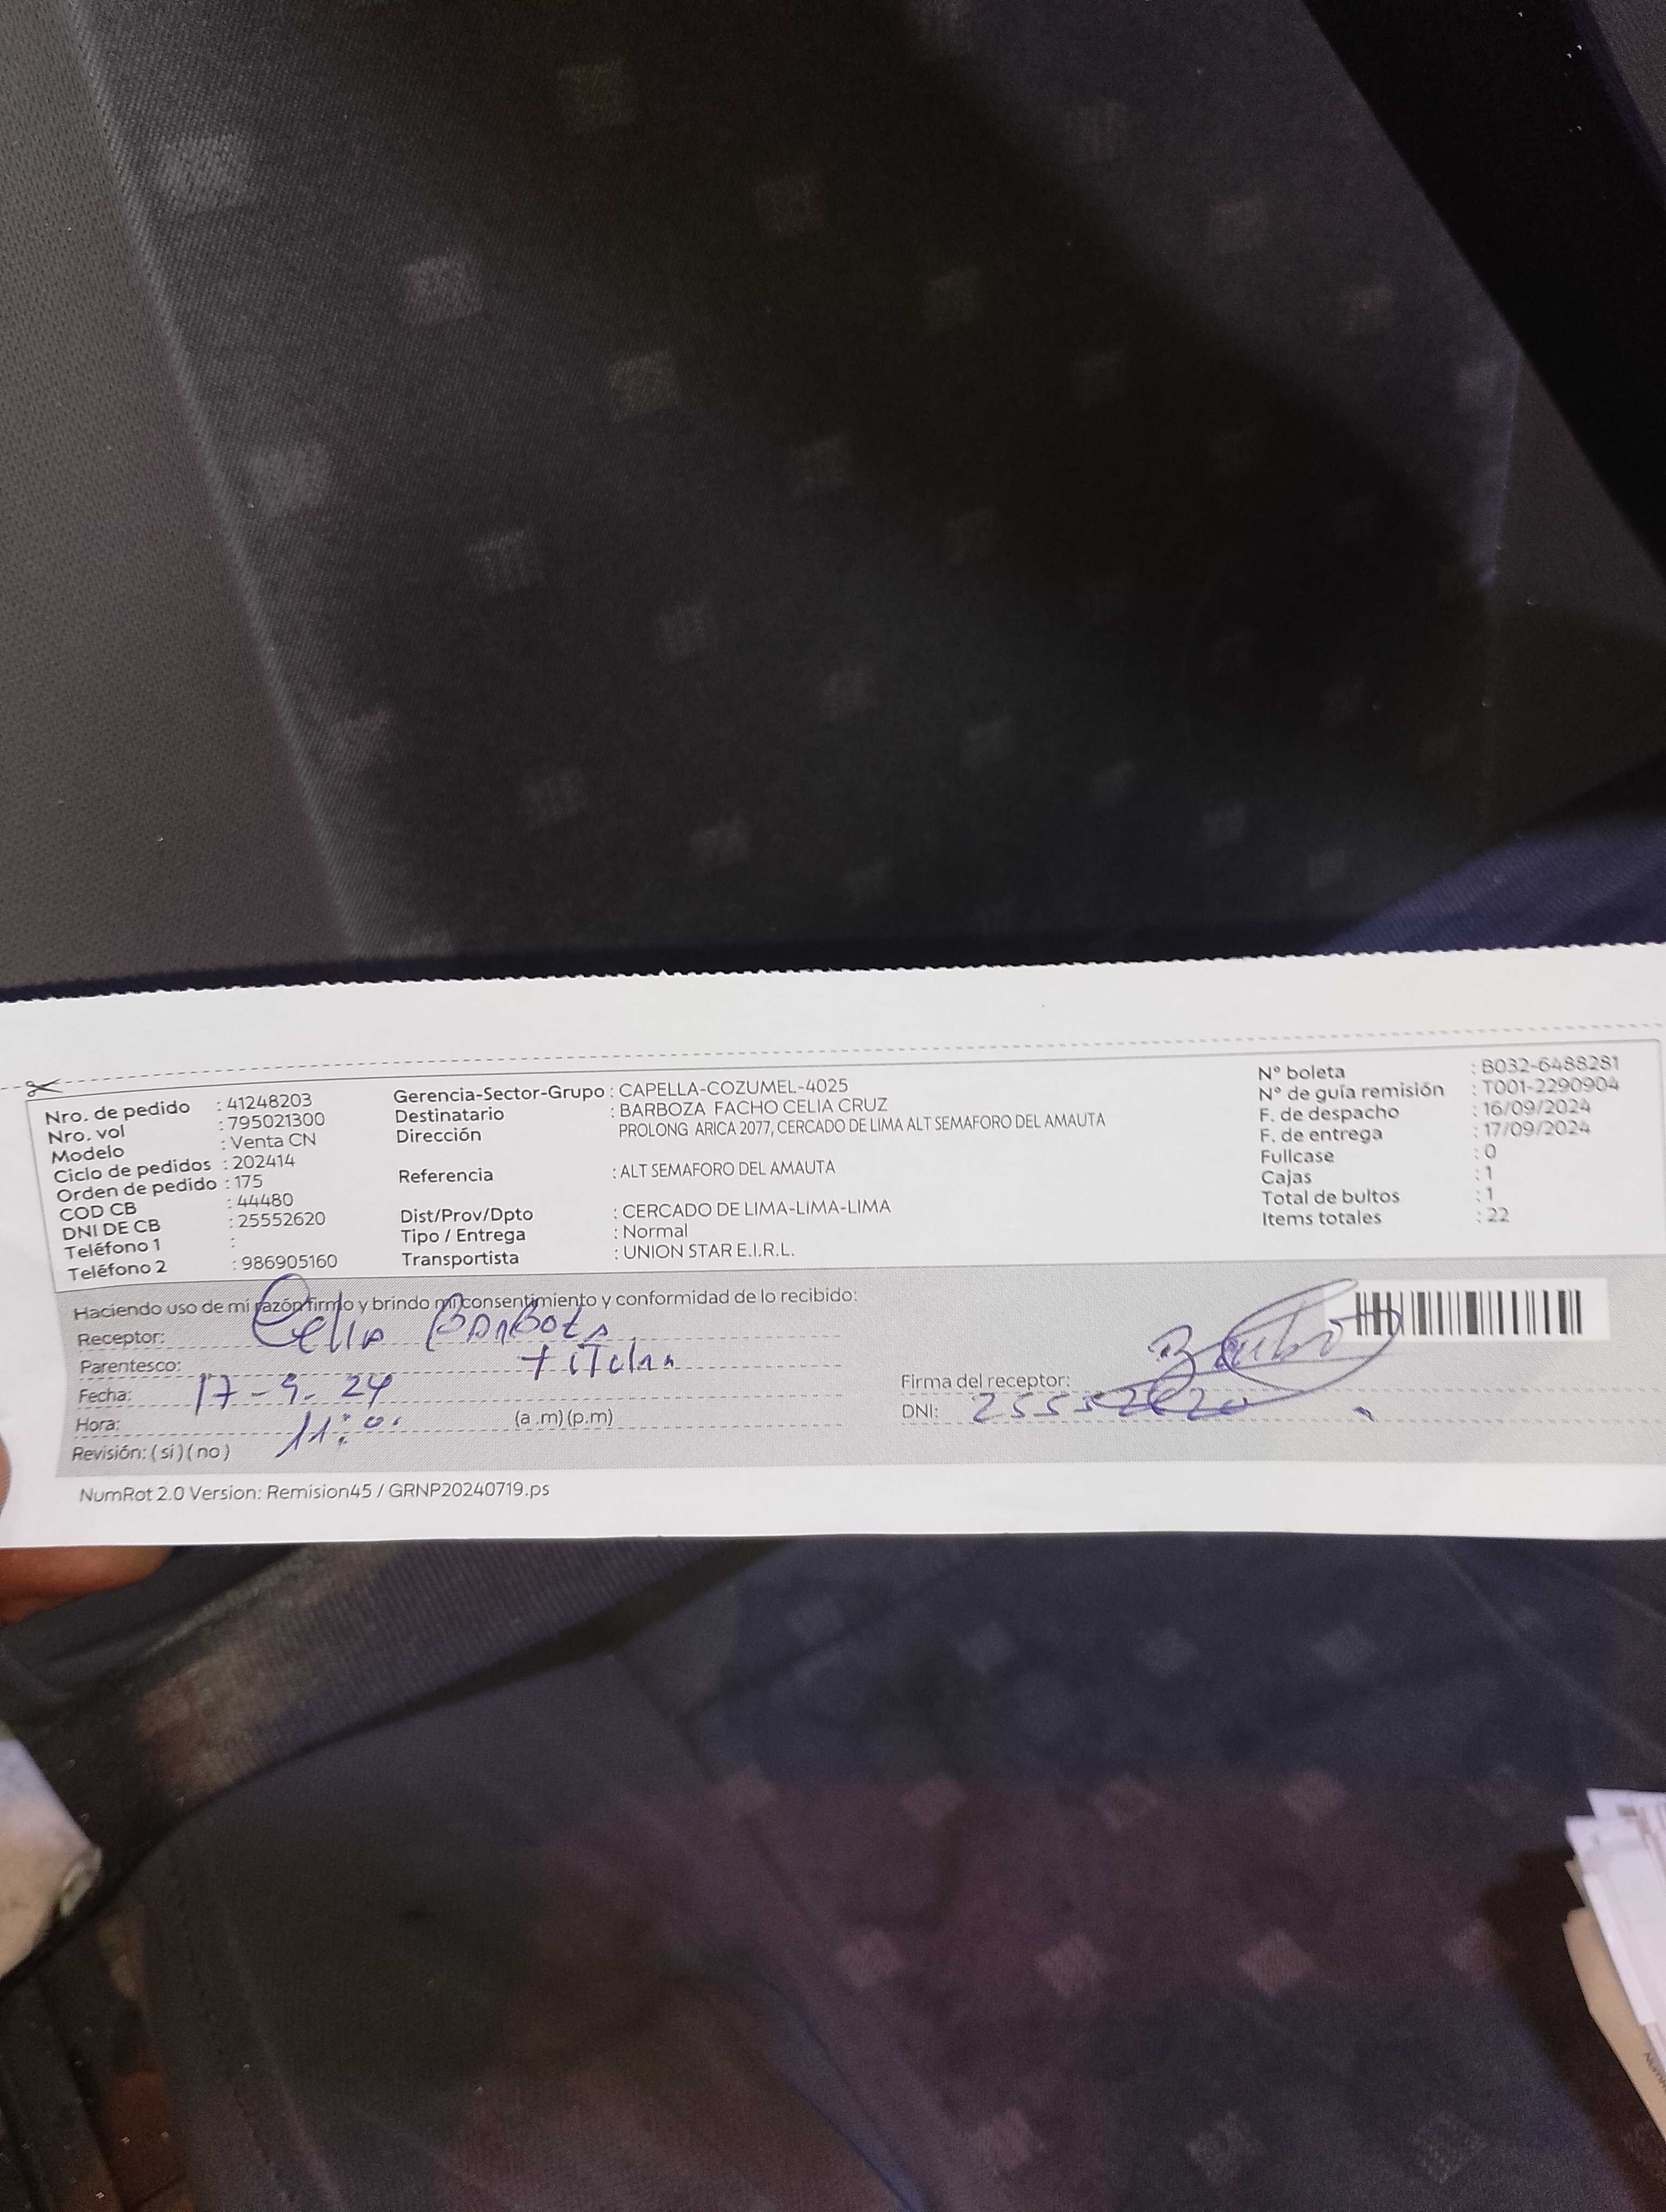 Nro. de pedido : 41248203
Nro. vol : 795021300
Modelo : Venta CN
Ciclo de pedidos : 202414
Orden de pedido : 175
COD CB : 44480
DNI DE CB : 25552620
Teléfono 1 :
Teléfono 2 : 986905160
Gerencia-Sector-Grupo : CAPELLA-COZUMEL-4025
Destinatario : BARBOZA FACHO CELIA CRUZ
Dirección PROLONG ARICA 2077, CERCADO DE LIMA ALT SEMAFORO DEL AMAUTA
Referencia : ALT SEMAFORO DEL AMAUTA
Dist/Prov/Dpto : CERCADO DE LIMA-LIMA-LIMA
Tipo / Entrega : Normal
Transportista : UNION STAR E.I.R.L.
N° boleta : B032-6488281
N° de guía remisión : T001-2290904
F. de despacho : 16/09/2024
F. de entrega : 17/09/2024
Fullcase : 0
Cajas : 1
Total de bultos : 1
Items totales : 22
Haciendo uso de mi razón firmo y brindo mi consentimiento y conformidad de lo recibido:
Receptor: Celia
Parentesco:
Fecha: 17-9-24
Hora: 11:0. (a.m) (p.m)
Revisión: ( si ) ( no )
Firma del receptor:
DNI: 25552620
NumRot 2.0 Version: Remision45 / GRNP20240719.ps